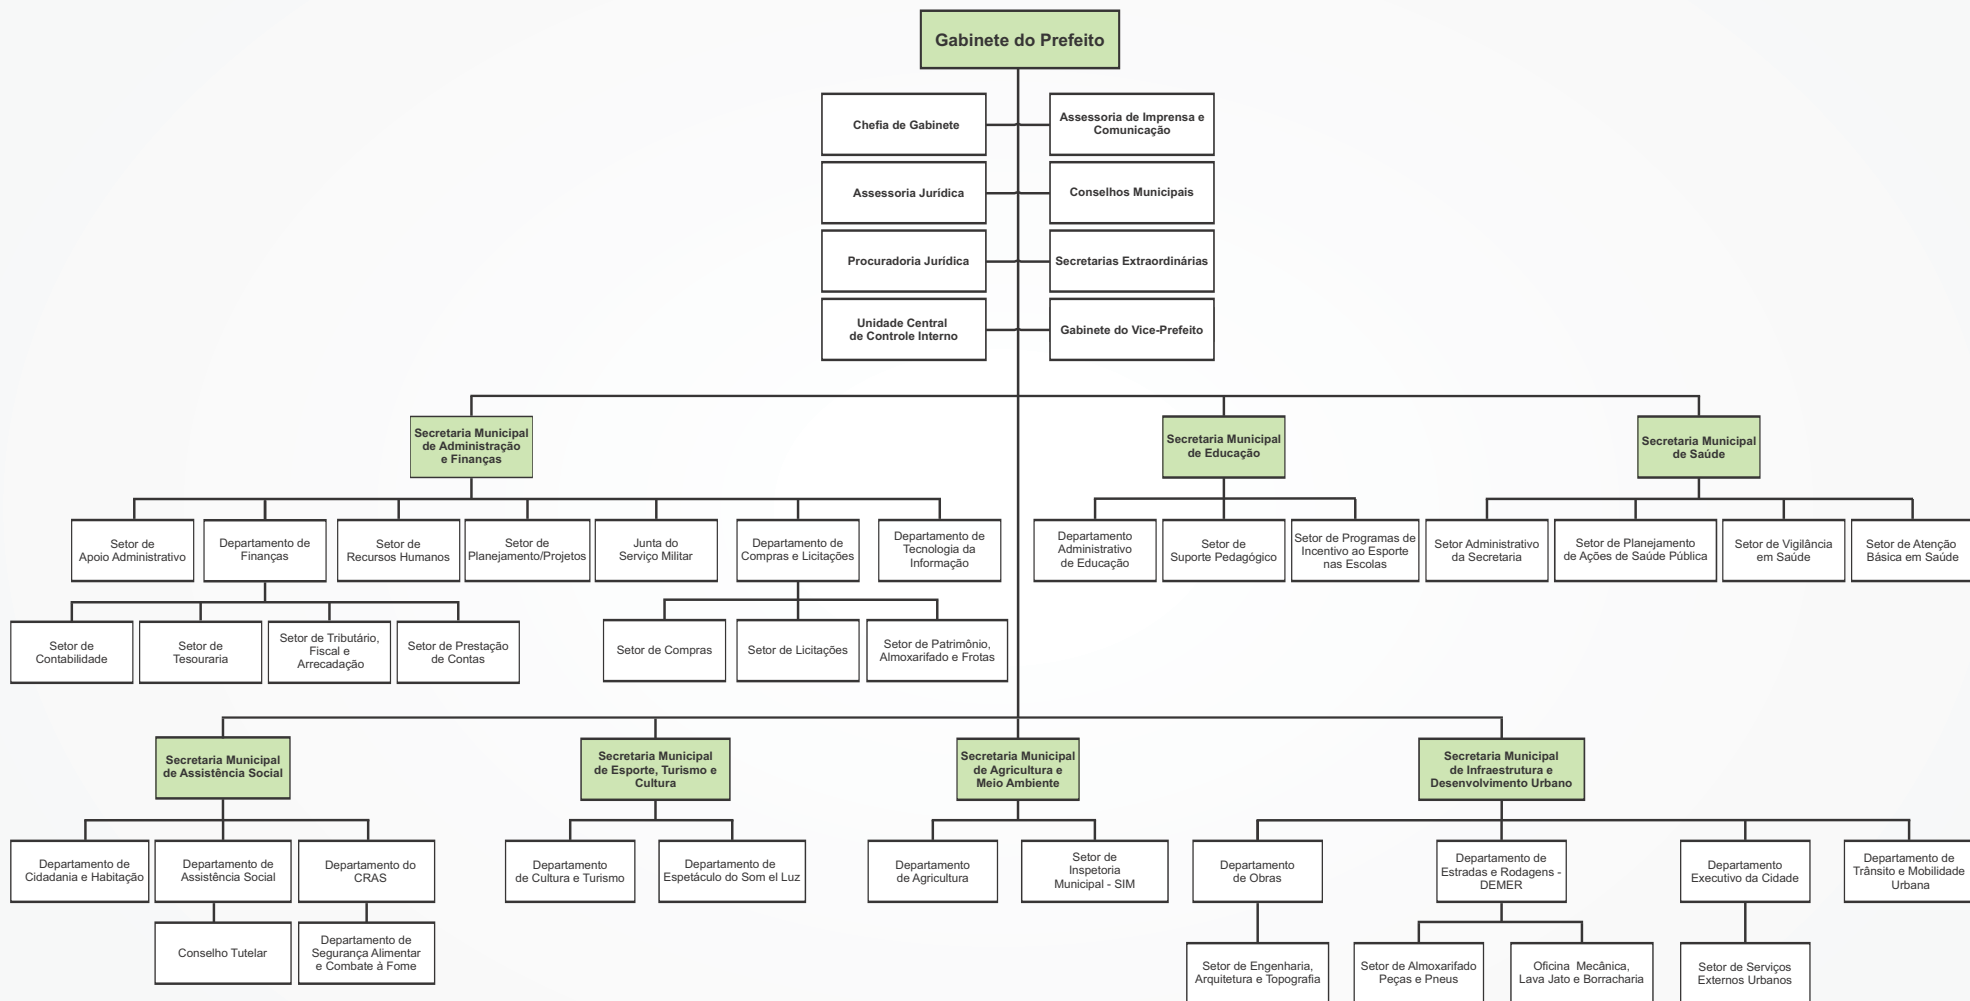 Gabinete do Prefeito
Chefia de Gabinete
Assessoria de Imprensa e
Comunicação
Assessoria Jurídica
Conselhos Municipais
Procuradoria Jurídica
Secretarias Extraordinárias
Unidade Central
de Controle Interno
Gabinete do Vice-Prefeito
Secretaria Municipal
de Administração
e Finanças
Secretaria Municipal
de Educação
Secretaria Municipal
de Saúde
Setor de
Apoio Administrativo
Departamento de
Finanças
Setor de
Recursos Humanos
Setor de
Planejamento/Projetos
Junta do
Serviço Militar
Departamento de
Compras e Licitações
Departamento de
Tecnologia da
Informação
Departamento
Administrativo
de Educação
Setor de
Suporte Pedagógico
Setor de Programas de
Incentivo ao Esporte
nas Escolas
Setor Administrativo
da Secretaria
Setor de Planejamento
de Ações de Saúde Pública
Setor de Vigilância
em Saúde
Setor de Atenção
Básica em Saúde
Setor de
Contabilidade
Setor de
Tesouraria
Setor de Tributário,
Fiscal e
Arrecadação
Setor de Prestação
de Contas
Setor de Compras
Setor de Licitações
Setor de Patrimônio,
Almoxarifado e Frotas
Secretaria Municipal
de Assistência Social
Secretaria Municipal
de Esporte, Turismo e
Cultura
Secretaria Municipal
de Agricultura e
Meio Ambiente
Secretaria Municipal
de Infraestrutura e
Desenvolvimento Urbano
Departamento de
Cidadania e Habitação
Departamento de
Assistência Social
Departamento do
CRAS
Departamento
de Cultura e Turismo
Departamento de
Espetáculo do Som el Luz
Departamento
de Agricultura
Setor de
Inspetoria
Municipal - SIM
Departamento
de Obras
Departamento de
Estradas e Rodagens -
DEMER
Departamento
Executivo da Cidade
Departamento de
Trânsito e Mobilidade
Urbana
Conselho Tutelar
Departamento de
Segurança Alimentar
e Combate à Fome
Setor de Engenharia,
Arquitetura e Topografia
Setor de Almoxarifado
Peças e Pneus
Oficina Mecânica,
Lava Jato e Borracharia
Setor de Serviços
Externos Urbanos